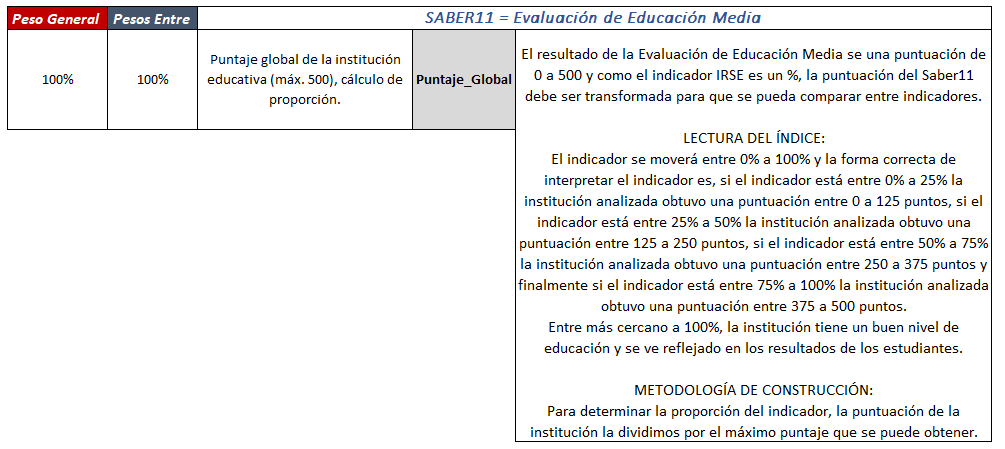 Peso General
Pesos Entre
SABER11 = Evaluación de Educación Media
100%
100%
Puntaje global de la institución
educativa (máx. 500), cálculo de
proporción.
Puntaje_Global
El resultado de la Evaluación de Educación Media se una puntuación de
0 a 500 y como el indicador IRSE es un %, la puntuación del Saber11
debe ser transformada para que se pueda comparar entre indicadores.
LECTURA DEL ÍNDICE:
El indicador se moverá entre 0% a 100% y la forma correcta de
interpretar el indicador es, si el indicador está entre 0% a 25% la
institución analizada obtuvo una puntuación entre 0 a 125 puntos, si el
indicador está entre 25% a 50% la institución analizada obtuvo una
puntuación entre 125 a 250 puntos, si el indicador está entre 50% a 75%
la institución analizada obtuvo una puntuación entre 250 a 375 puntos y
finalmente si el indicador está entre 75% a 100% la institución analizada
obtuvo una puntuación entre 375 a 500 puntos.
Entre más cercano a 100%, la institución tiene un buen nivel de
educación y se ve reflejado en los resultados de los estudiantes.
METODOLOGÍA DE CONSTRUCCIÓN:
Para determinar la proporción del indicador, la puntuación de la
institución la dividimos por el máximo puntaje que se puede obtener.